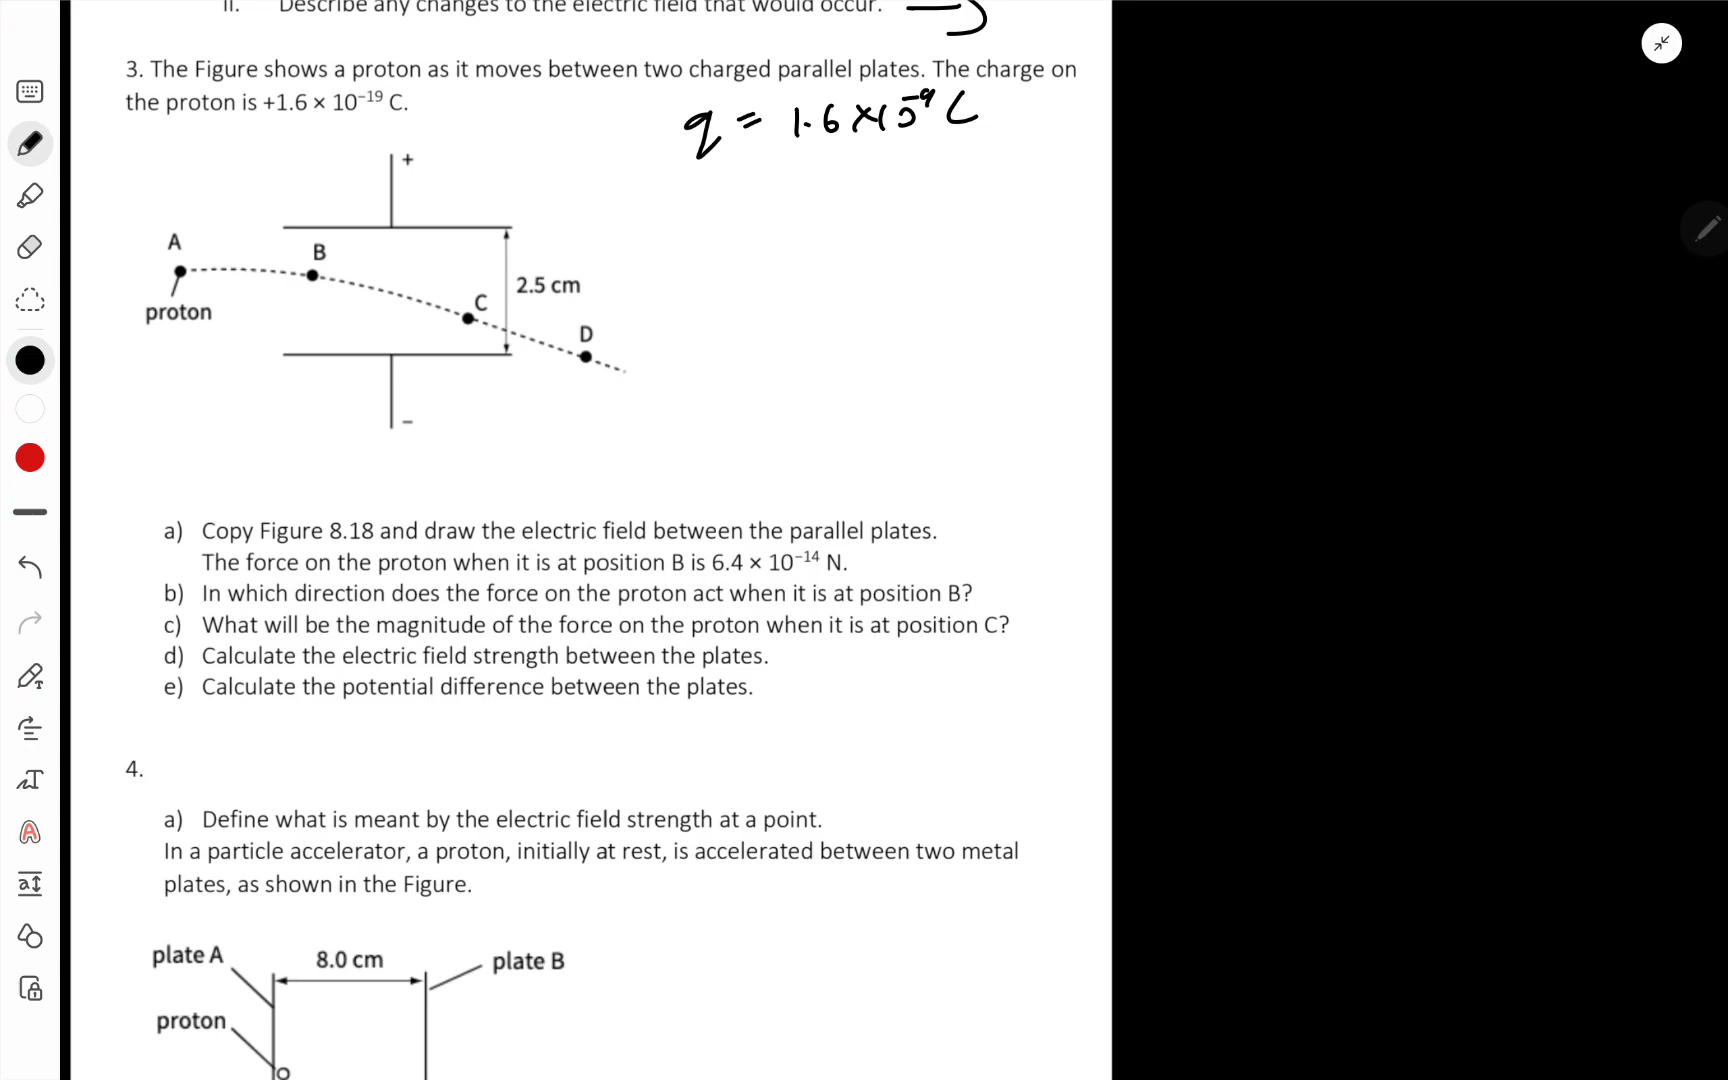 ii. Describe any changes to the electric field that would occur.
3. The Figure shows a proton as it moves between two charged parallel plates. The charge on
the proton is +1.6 × 10⁻¹⁹ C.
q = 1.6 × 10⁻⁹ C
+
A
B
2.5 cm
C
proton
D
−
a) Copy Figure 8.18 and draw the electric field between the parallel plates.
The force on the proton when it is at position B is 6.4 × 10⁻¹⁴ N.
b) In which direction does the force on the proton act when it is at position B?
c) What will be the magnitude of the force on the proton when it is at position C?
d) Calculate the electric field strength between the plates.
e) Calculate the potential difference between the plates.
4.
a) Define what is meant by the electric field strength at a point.
In a particle accelerator, a proton, initially at rest, is accelerated between two metal
plates, as shown in the Figure.
plate A
8.0 cm
plate B
proton